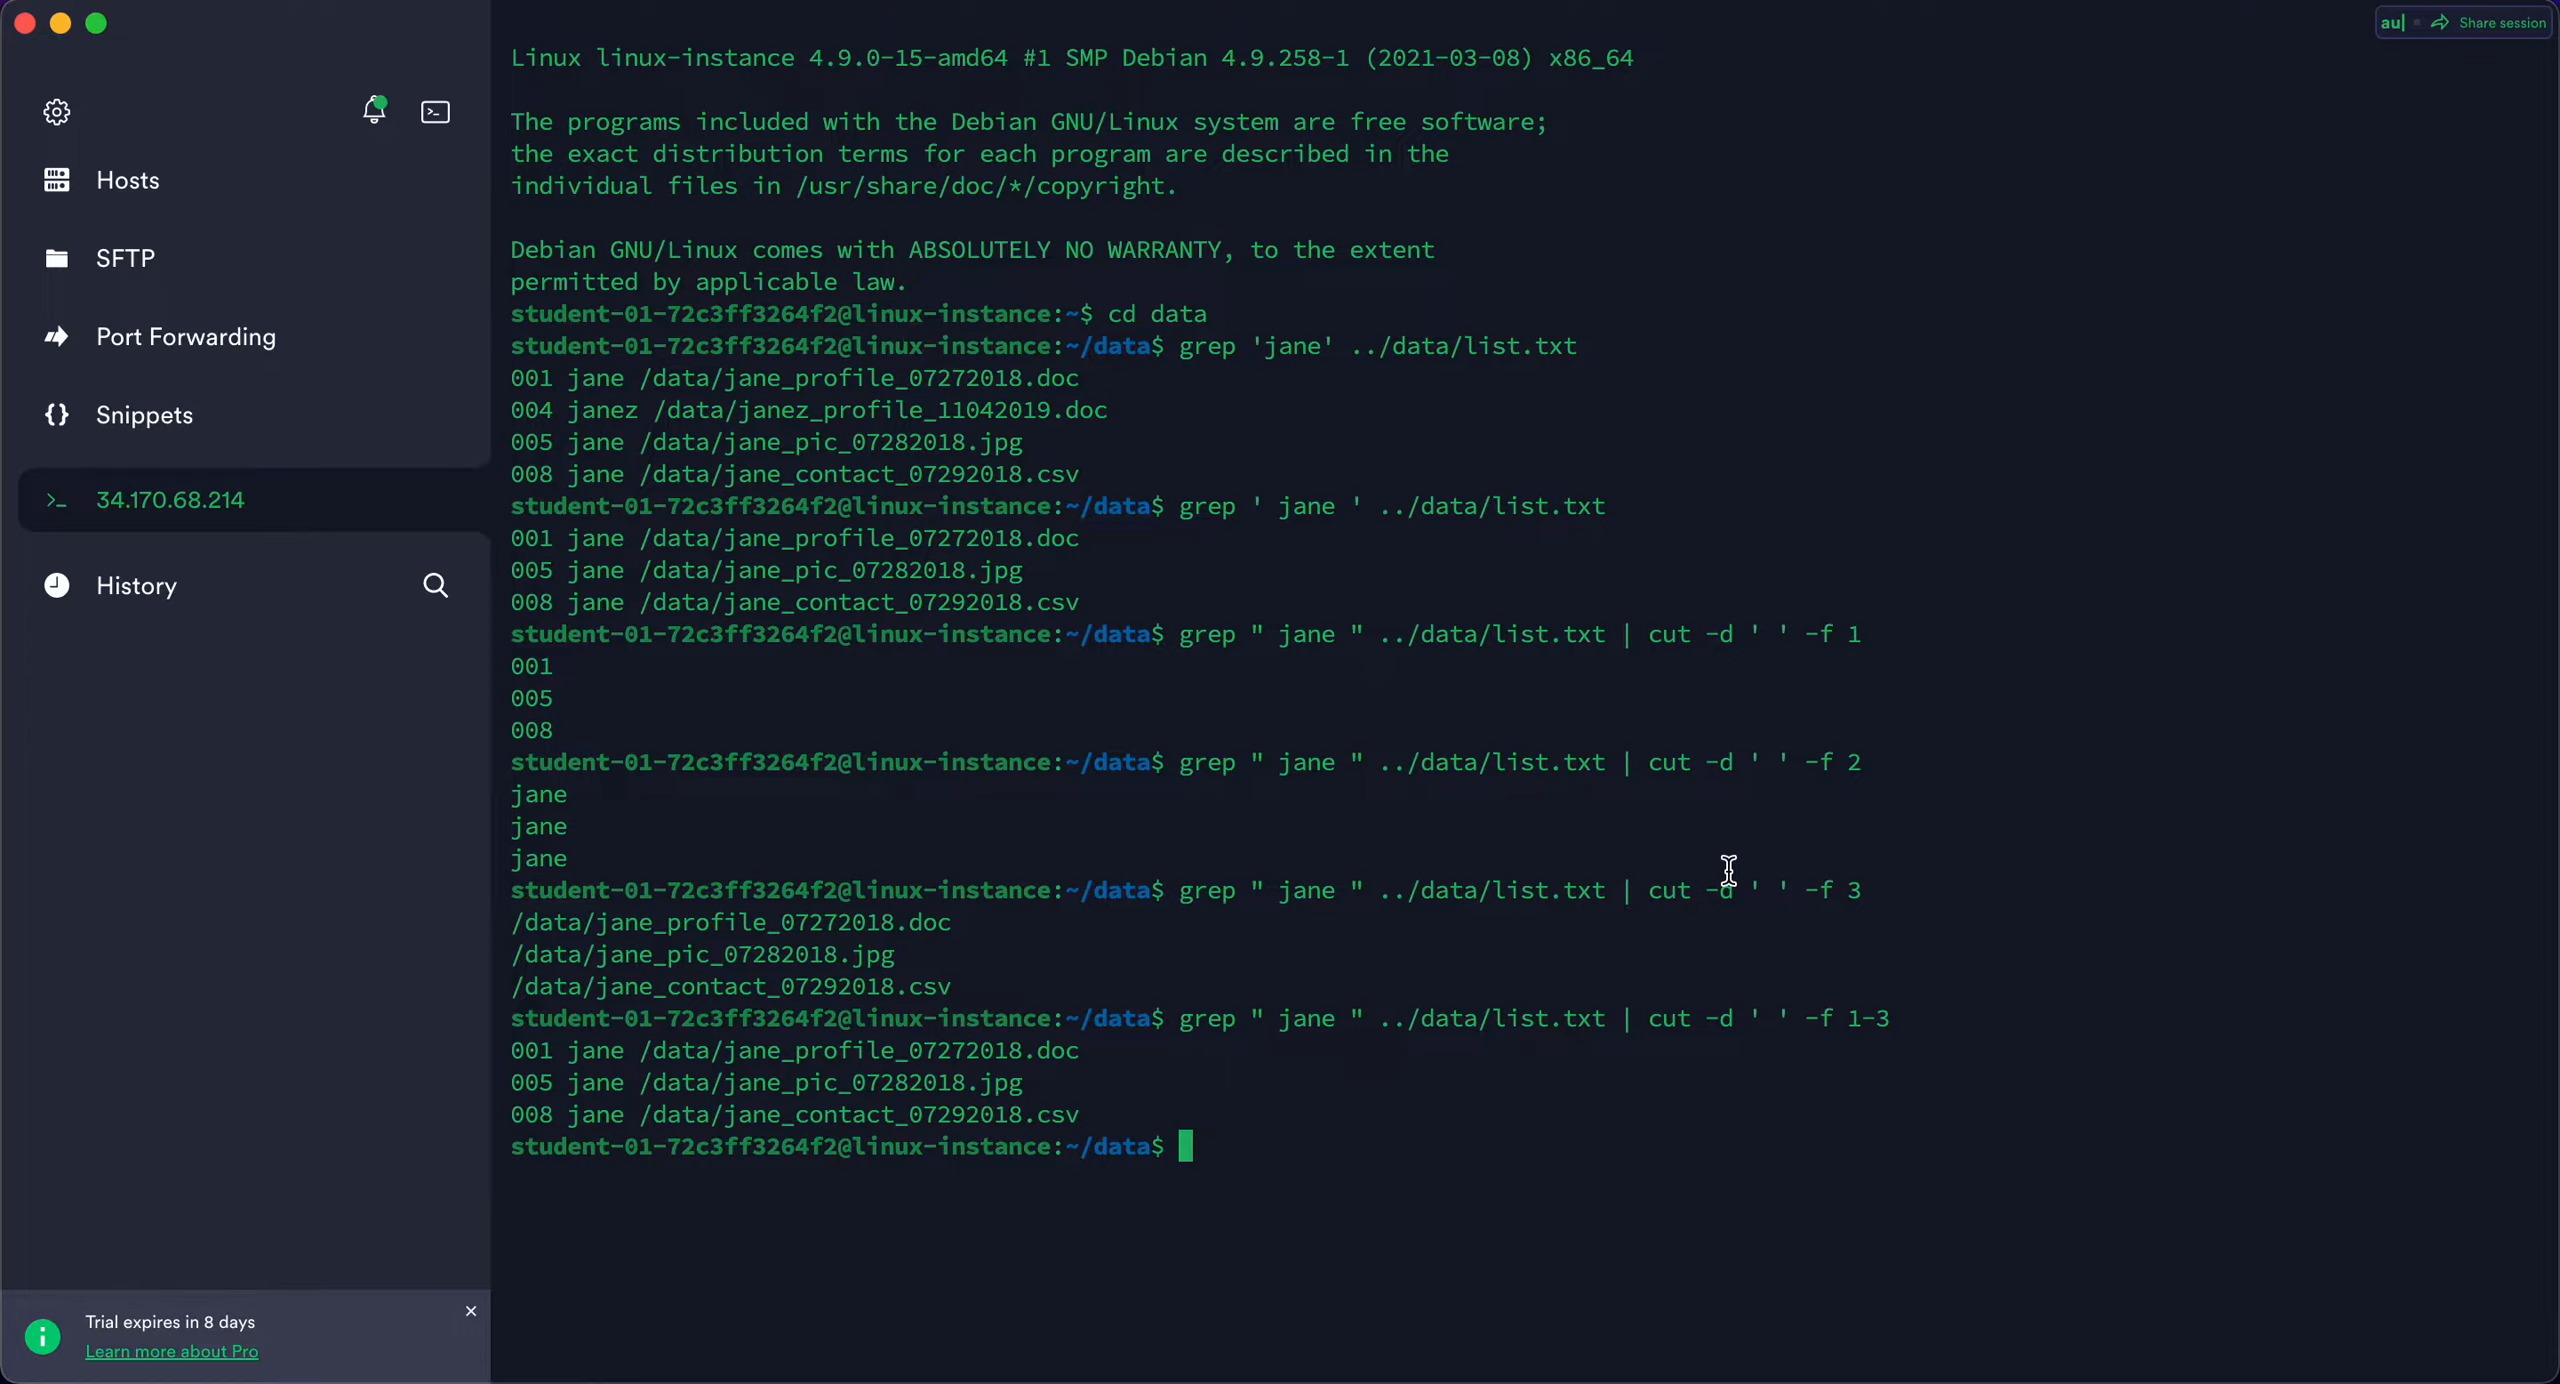 au|
Share session
Hosts
SFTP
Port Forwarding
Snippets
>_ 34.170.68.214
History
Trial expires in 8 days
Learn more about Pro
Linux linux-instance 4.9.0-15-amd64 #1 SMP Debian 4.9.258-1 (2021-03-08) x86_64
The programs included with the Debian GNU/Linux system are free software;
the exact distribution terms for each program are described in the
individual files in /usr/share/doc/*/copyright.
Debian GNU/Linux comes with ABSOLUTELY NO WARRANTY, to the extent
permitted by applicable law.
student-01-72c3ff3264f2@linux-instance:~$ cd data
student-01-72c3ff3264f2@linux-instance:~/data$ grep 'jane' ../data/list.txt
001 jane /data/jane_profile_07272018.doc
004 janez /data/janez_profile_11042019.doc
005 jane /data/jane_pic_07282018.jpg
008 jane /data/jane_contact_07292018.csv
student-01-72c3ff3264f2@linux-instance:~/data$ grep ' jane ' ../data/list.txt
001 jane /data/jane_profile_07272018.doc
005 jane /data/jane_pic_07282018.jpg
008 jane /data/jane_contact_07292018.csv
student-01-72c3ff3264f2@linux-instance:~/data$ grep " jane " ../data/list.txt | cut -d ' ' -f 1
001
005
008
student-01-72c3ff3264f2@linux-instance:~/data$ grep " jane " ../data/list.txt | cut -d ' ' -f 2
jane
jane
jane
student-01-72c3ff3264f2@linux-instance:~/data$ grep " jane " ../data/list.txt | cut -d ' ' -f 3
/data/jane_profile_07272018.doc
/data/jane_pic_07282018.jpg
/data/jane_contact_07292018.csv
student-01-72c3ff3264f2@linux-instance:~/data$ grep " jane " ../data/list.txt | cut -d ' ' -f 1-3
001 jane /data/jane_profile_07272018.doc
005 jane /data/jane_pic_07282018.jpg
008 jane /data/jane_contact_07292018.csv
student-01-72c3ff3264f2@linux-instance:~/data$